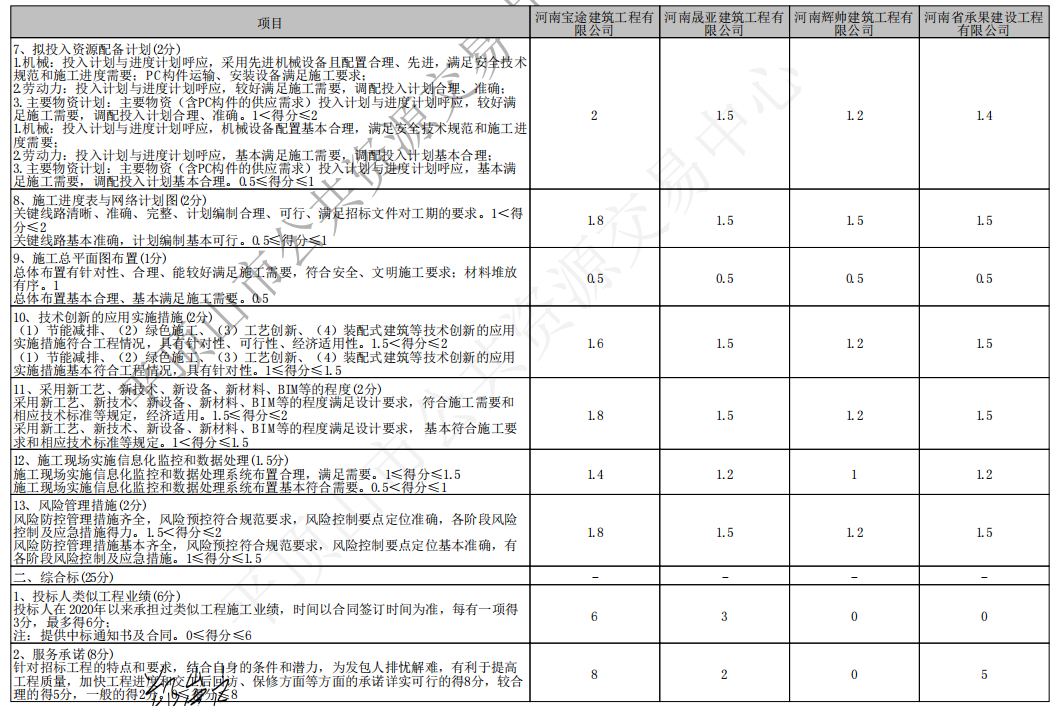 项目
河南宝途建筑工程有限公司
河南晟亚建筑工程有限公司
河南辉帅建筑工程有限公司
河南省承果建设工程有限公司
7、拟投入资源配备计划(2分)
1.机械：投入计划与进度计划呼应，采用先进机械设备且配置合理、先进，满足安全技术
规范和施工进度需要；PC构件运输、安装设备满足施工要求；
2.劳动力：投入计划与进度计划呼应，较好满足施工需要，调配投入计划合理、准确；
3.主要物资计划：主要物资（含PC构件的供应需求）投入计划与进度计划呼应，较好满
足施工需要，调配投入计划合理、准确。1＜得分≤2
1.机械：投入计划与进度计划呼应，机械设备配置基本合理，满足安全技术规范和施工进
度需要；
2.劳动力：投入计划与进度计划呼应，基本满足施工需要，调配投入计划基本合理；
3.主要物资计划：主要物资（含PC构件的供应需求）投入计划与进度计划呼应，基本满
足施工需要，调配投入计划基本合理。0.5≤得分≤1
2
1.5
1.2
1.4
8、施工进度表与网络计划图(2分)
关键线路清晰、准确、完整、计划编制合理、可行、满足招标文件对工期的要求。1＜得
分≤2
关键线路基本准确，计划编制基本可行。0.5≤得分≤1
1.8
1.5
1.5
1.5
9、施工总平面图布置(1分)
总体布置有针对性、合理、能较好满足施工需要，符合安全、文明施工要求；材料堆放
有序。1
总体布置基本合理、基本满足施工需要。0.5
0.5
0.5
0.5
0.5
10、技术创新的应用实施措施(2分)
（1）节能减排、（2）绿色施工、（3）工艺创新、（4）装配式建筑等技术创新的应用
实施措施符合工程情况，具有针对性、可行性、经济适用性。1.5＜得分≤2
（1）节能减排、（2）绿色施工、（3）工艺创新、（4）装配式建筑等技术创新的应用
实施措施基本符合工程情况，具有针对性。1≤得分≤1.5
1.6
1.5
1.2
1.5
11、采用新工艺、新技术、新设备、新材料、BIM等的程度(2分)
采用新工艺、新技术、新设备、新材料、BIM等的程度满足设计要求，符合施工需要和
相应技术标准等规定，经济适用。1.5≤得分≤2
采用新工艺、新技术、新设备、新材料、BIM等的程度满足设计要求， 基本符合施工要
求和相应技术标准等规定。1＜得分≤1.5
1.8
1.5
1.2
1.5
12、施工现场实施信息化监控和数据处理(1.5分)
施工现场实施信息化监控和数据处理系统布置合理，满足需要。1≤得分≤1.5
施工现场实施信息化监控和数据处理系统布置基本符合需要。0.5＜得分≤1
1.4
1.2
1
1.2
13、风险管理措施(2分)
风险防控管理措施齐全，风险预控符合规范要求，风险控制要点定位准确，各阶段风险
控制及应急措施得力。1.5＜得分≤2
风险防控管理措施基本齐全，风险预控符合规范要求，风险控制要点定位基本准确，有
各阶段风险控制及应急措施。1≤得分≤1.5
1.8
1.5
1.2
1.5
二、综合标(25分)
-
-
-
-
1、投标人类似工程业绩(6分)
投标人在2020年以来承担过类似工程施工业绩，时间以合同签订时间为准，每有一项得
3分，最多得6分；
注：提供中标通知书及合同。0≤得分≤6
6
3
0
0
2、服务承诺(8分)
针对招标工程的特点和要求，结合自身的条件和潜力，为发包人排忧解难，有利于提高
工程质量，加快工程进度和交工后回访、保修方面等方面的承诺详实可行的得8分，较合
理的得5分，一般的得2分。0≤得分≤8
8
2
0
5
平顶山市公共资源交易中心
平顶山市公共资源交易中心